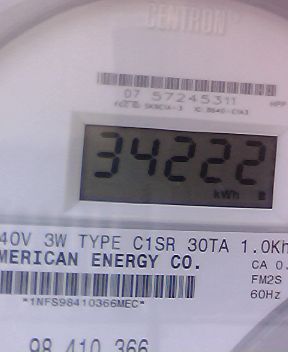 CENTRON
07 57245311
34222
kWh
40V 3W TYPE C1SR 30TA 1.0Kh
MERICAN ENERGY CO.
CA 0.
FM2S
60Hz
*1NFS98410366MEC*
98 410 366